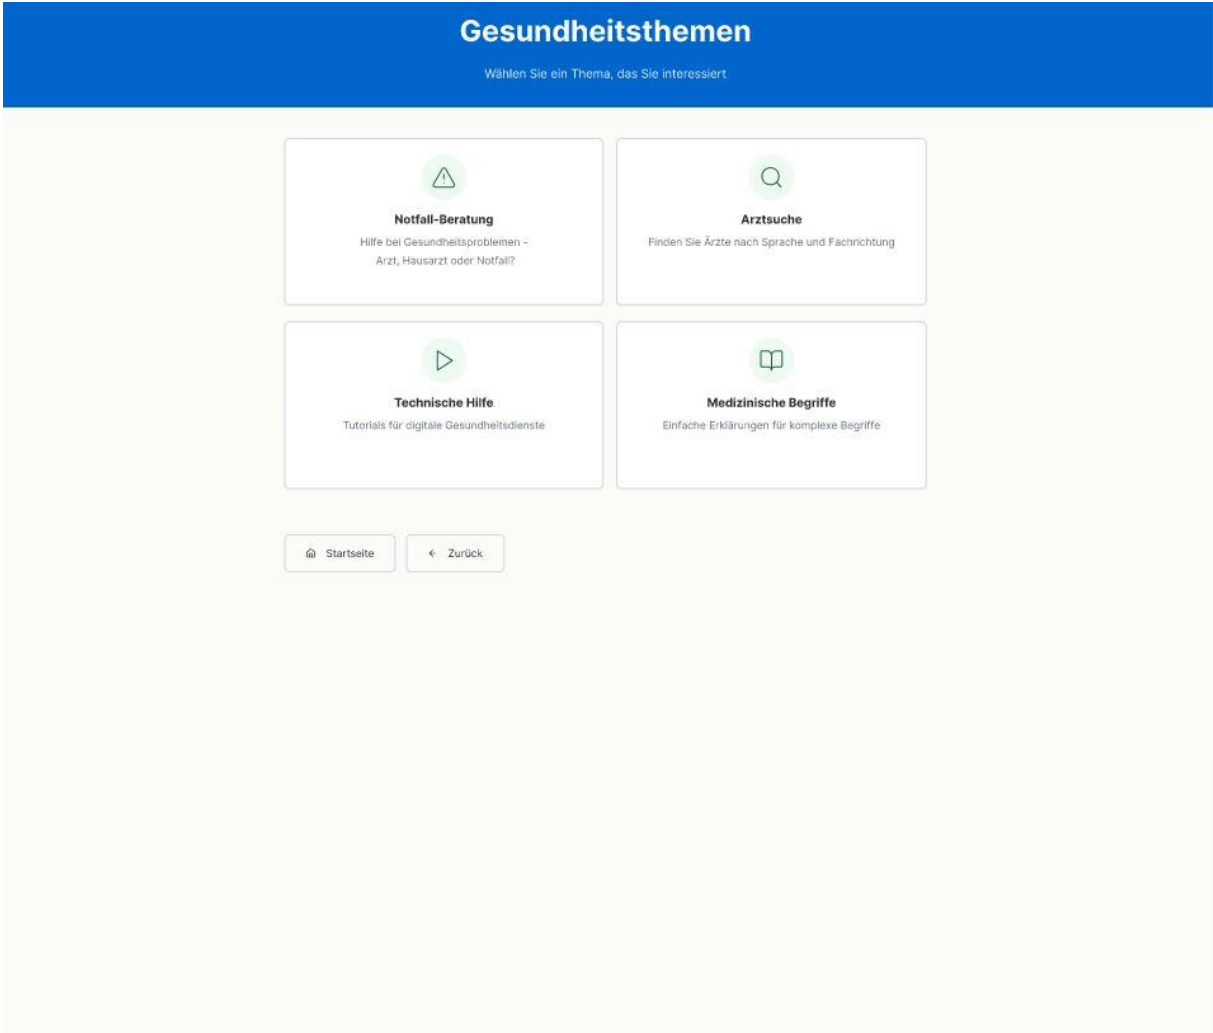 Gesundheitsthemen
Wählen Sie ein Thema, das Sie interessiert
Notfall-Beratung
Hilfe bei Gesundheitsproblemen -
Arzt, Hausarzt oder Notfall?
Arztsuche
Finden Sie Ärzte nach Sprache und Fachrichtung
Technische Hilfe
Tutorials für digitale Gesundheitsdienste
Medizinische Begriffe
Einfache Erklärungen für komplexe Begriffe
Startseite
Zurück